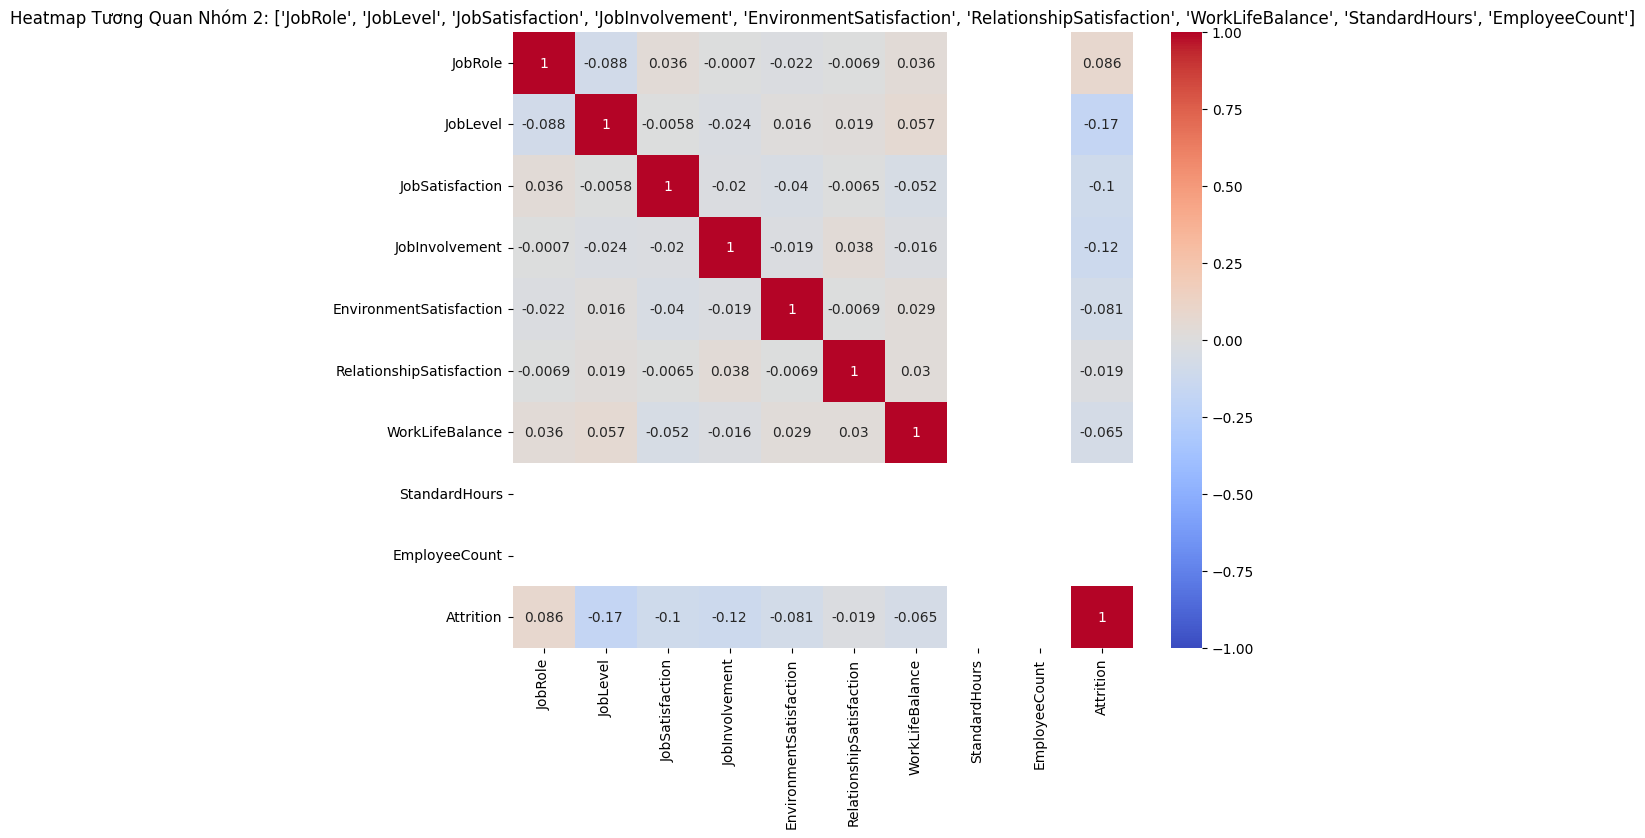 Heatmap Tương Quan Nhóm 2: ['JobRole', 'JobLevel', 'JobSatisfaction', 'JobInvolvement', 'EnvironmentSatisfaction', 'RelationshipSatisfaction', 'WorkLifeBalance', 'StandardHours', 'EmployeeCount']
JobRole 1 -0.088 0.036 -0.0007 -0.022 -0.0069 0.036 0.086
JobLevel -0.088 1 -0.0058 -0.024 0.016 0.019 0.057 -0.17
JobSatisfaction 0.036 -0.0058 1 -0.02 -0.04 -0.0065 -0.052 -0.1
JobInvolvement -0.0007 -0.024 -0.02 1 -0.019 0.038 -0.016 -0.12
EnvironmentSatisfaction -0.022 0.016 -0.04 -0.019 1 -0.0069 0.029 -0.081
RelationshipSatisfaction -0.0069 0.019 -0.0065 0.038 -0.0069 1 0.03 -0.019
WorkLifeBalance 0.036 0.057 -0.052 -0.016 0.029 0.03 1 -0.065
StandardHours
EmployeeCount
Attrition 0.086 -0.17 -0.1 -0.12 -0.081 -0.019 -0.065 1
JobRole
JobLevel
JobSatisfaction
JobInvolvement
EnvironmentSatisfaction
RelationshipSatisfaction
WorkLifeBalance
StandardHours
EmployeeCount
Attrition
1.00
0.75
0.50
0.25
0.00
−0.25
−0.50
−0.75
−1.00